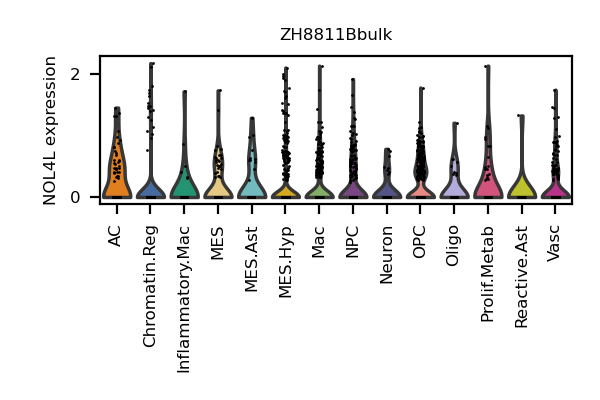 ZH8811Bbulk
NOL4L expression
2
0
AC
Chromatin.Reg
Inflammatory.Mac
MES
MES.Ast
MES.Hyp
Mac
NPC
Neuron
OPC
Oligo
Prolif.Metab
Reactive.Ast
Vasc